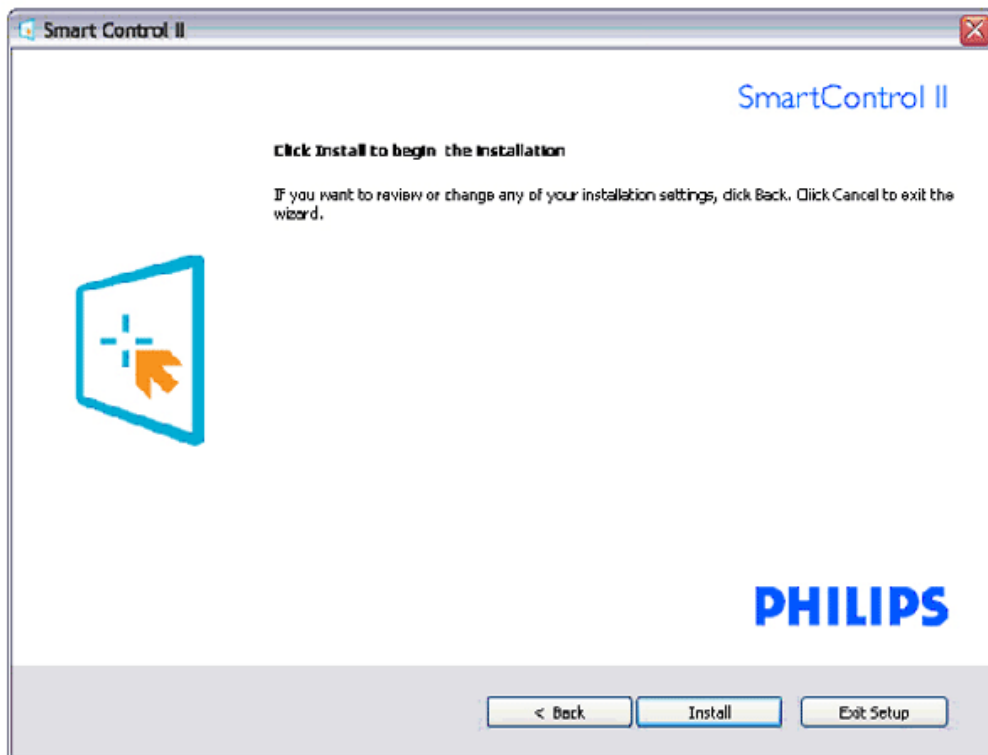 Smart Control II
SmartControl II
Click Install to begin the installation
If you want to review or change any of your installation settings, click Back. Click Cancel to exit the
wizard.
PHILIPS
< Back
Install
Exit Setup